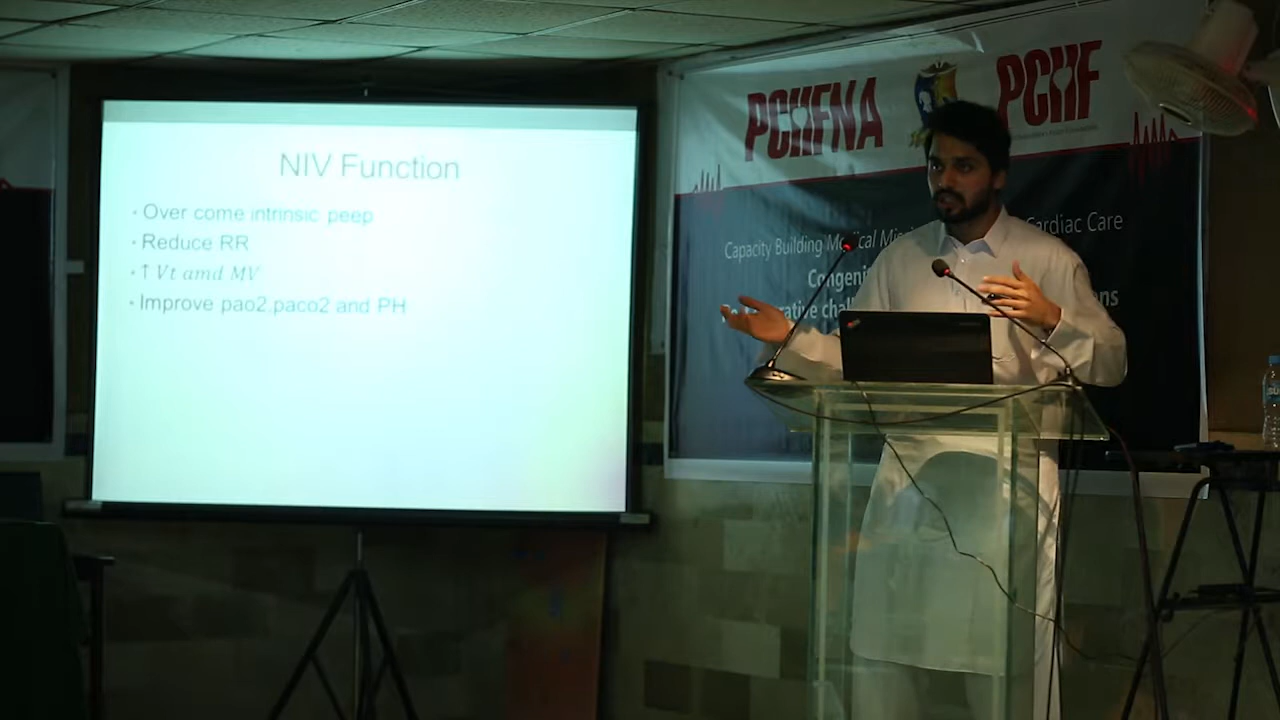 NIV Function
• Over come intrinsic peep
• Reduce RR
• ↑ Vt amd MV
• Improve pao2.paco2 and PH
PCHFNA
PCHF
Capacity Building Medical
Cardiac Care